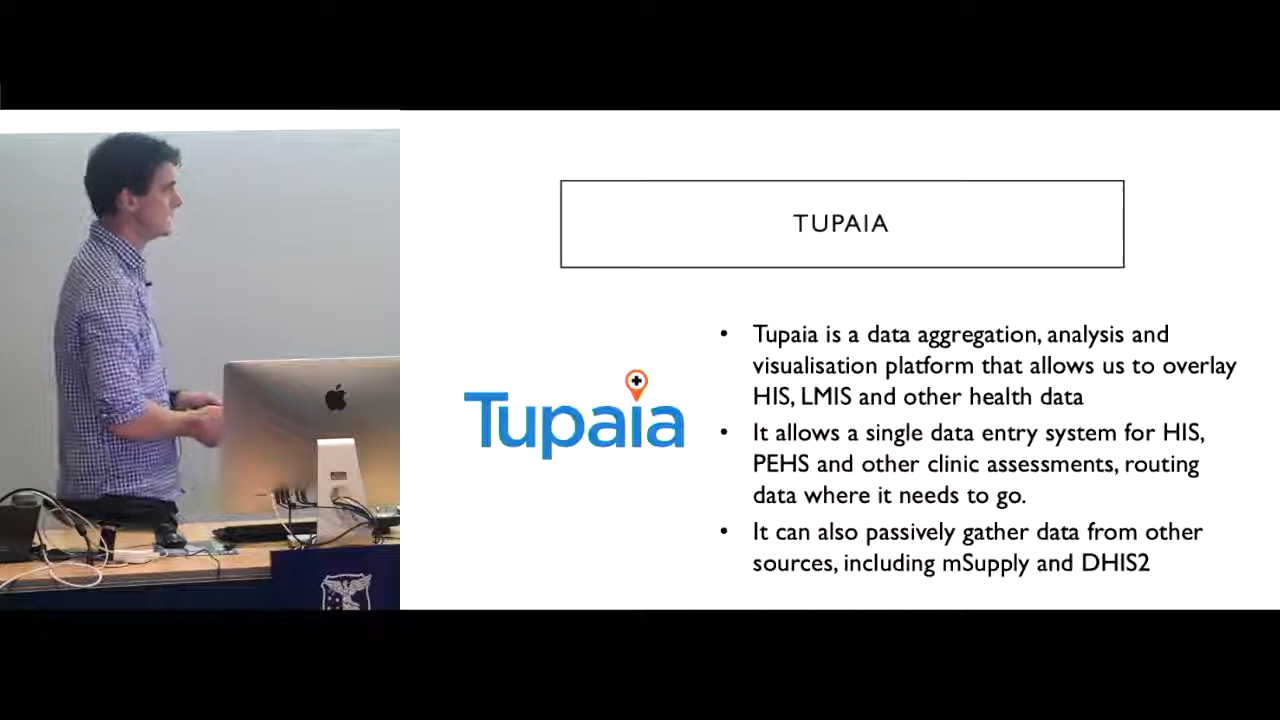 TUPAIA
Tupaia
• Tupaia is a data aggregation, analysis and
visualisation platform that allows us to overlay
HIS, LMIS and other health data
• It allows a single data entry system for HIS,
PEHS and other clinic assessments, routing
data where it needs to go.
• It can also passively gather data from other
sources, including mSupply and DHIS2